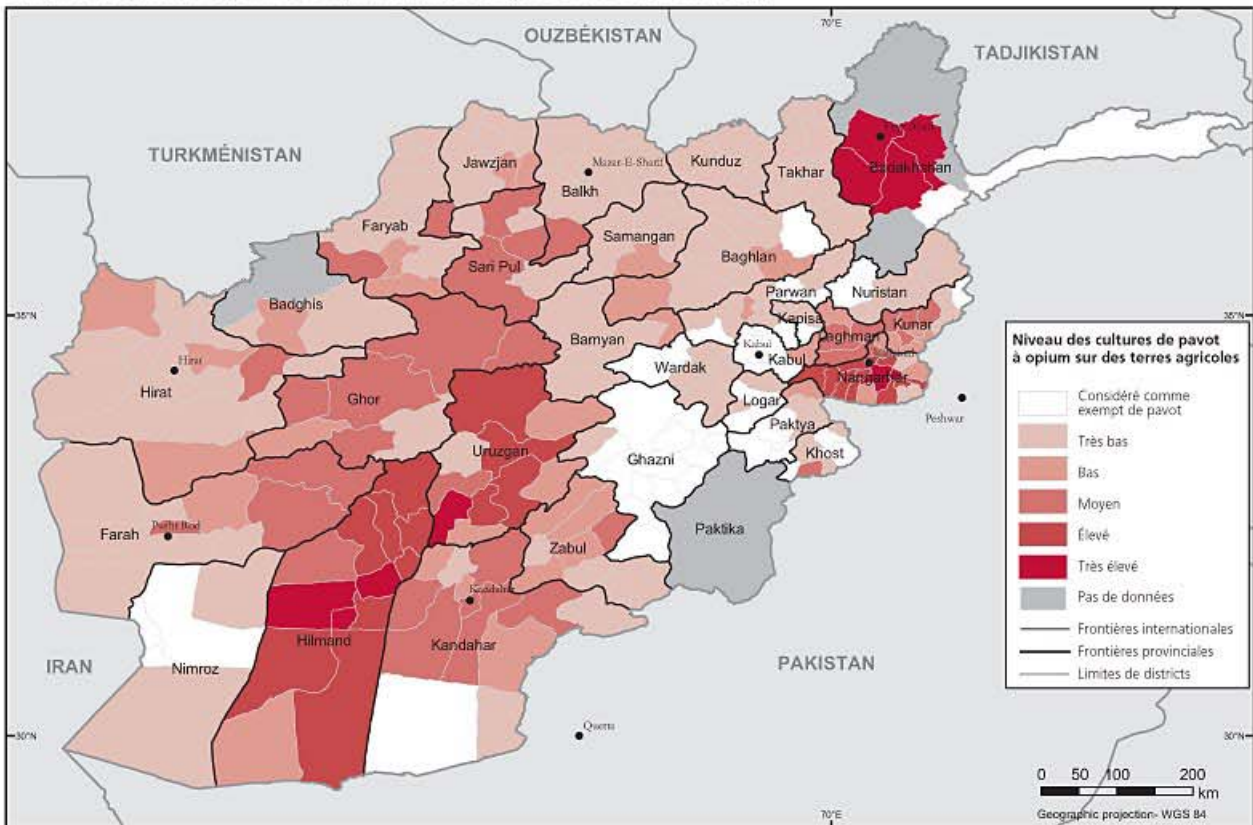 70°E
OUZBÉKISTAN
TADJIKISTAN
TURKMÉNISTAN
Jawzjan
Mazar-E-Sharif
Balkh
Kunduz
Takhar
Badakhshan
Faryab
Samangan
Sari Pul
Baghlan
Badghis
Parwan
Nuristan
35°N
35°N
Kapisa
Kunar
Bamyan
Laghman
Kabul
Kabul
Hirat
Wardak
Nangarhar
Hirat
Ghor
Logar
Peshwar
Paktya
Uruzgan
Ghazni
Khost
Farah
Paktika
Zabul
Kandahar
Hilmand
Kandahar
IRAN
Nimroz
PAKISTAN
Quetta
30°N
30°N
70°E
Niveau des cultures de pavot
à opium sur des terres agricoles
Considéré comme
exempt de pavot
Très bas
Bas
Moyen
Élevé
Très élevé
Pas de données
Frontières internationales
Frontières provinciales
Limites de districts
0 50 100 200
km
Geographic projection- WGS 84